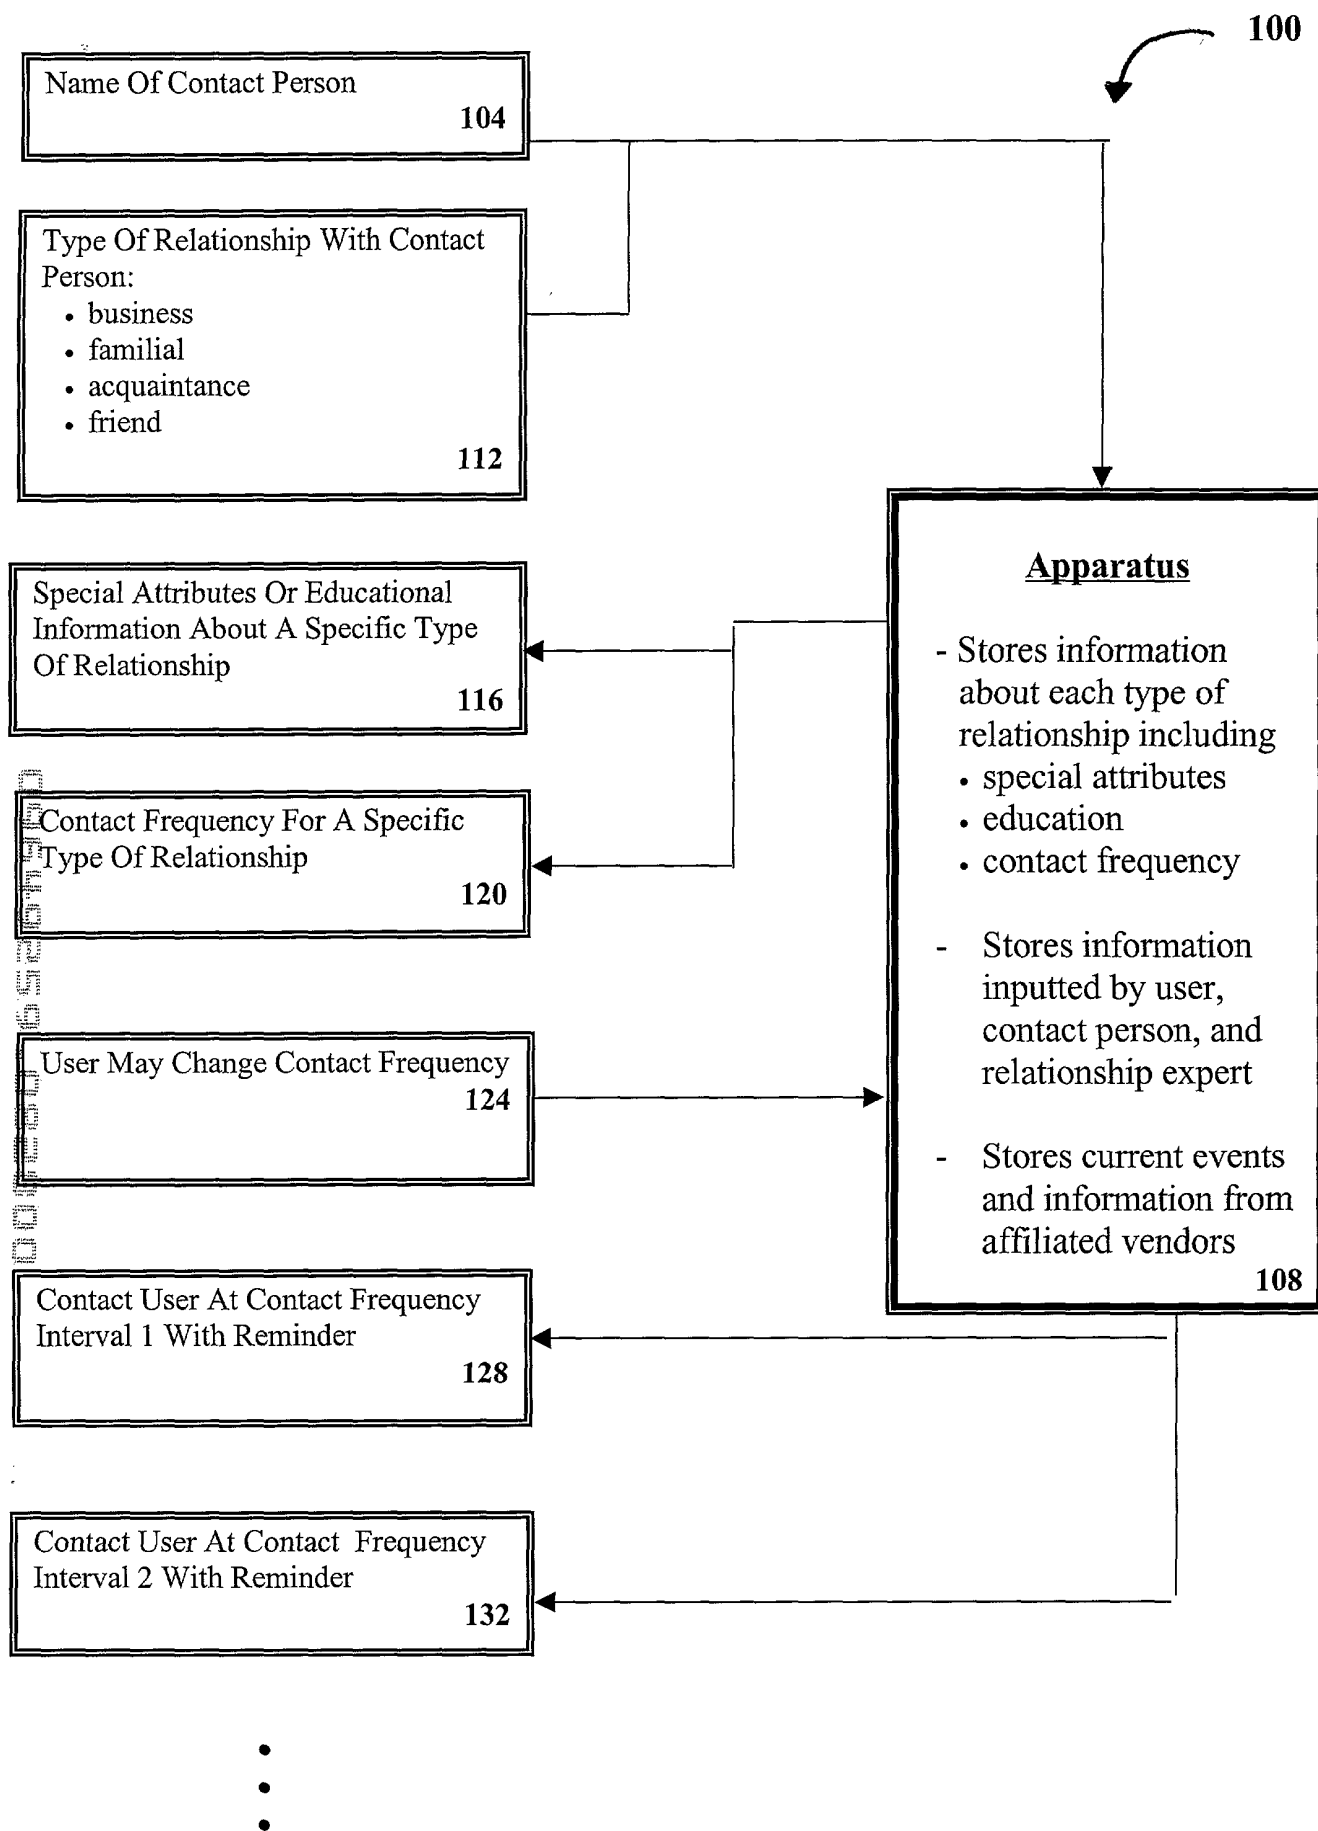 100
Name Of Contact Person
104
Type Of Relationship With Contact
Person:
• business
• familial
• acquaintance
• friend
112
Special Attributes Or Educational
Information About A Specific Type
Of Relationship
116
Contact Frequency For A Specific
Type Of Relationship
120
User May Change Contact Frequency
124
Contact User At Contact Frequency
Interval 1 With Reminder
128
Contact User At Contact Frequency
Interval 2 With Reminder
132
Apparatus
- Stores information
about each type of
relationship including
• special attributes
• education
• contact frequency
- Stores information
inputted by user,
contact person, and
relationship expert
- Stores current events
and information from
affiliated vendors
108